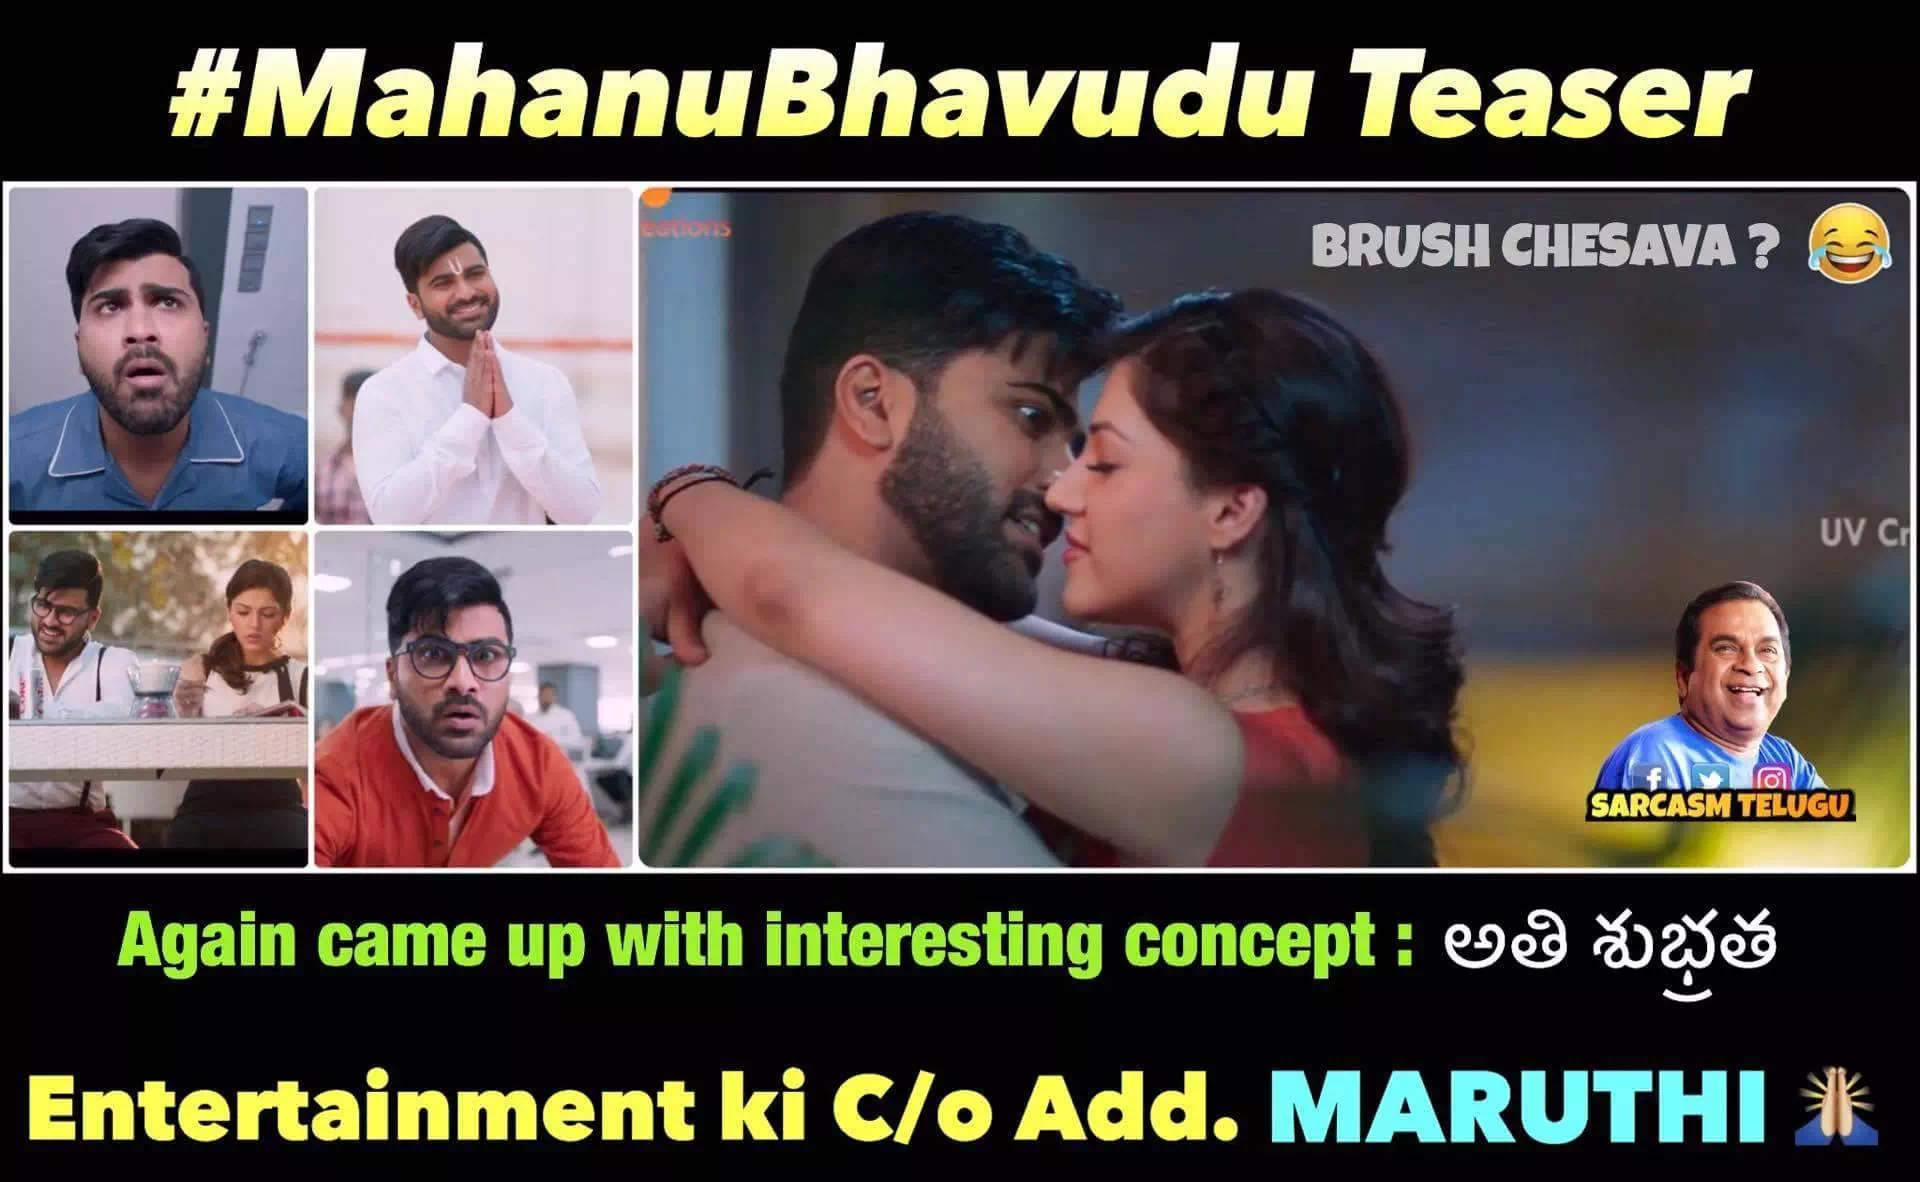 #MahanuBhavudu Teaser
eations
BRUSH CHESAVA ? 😂
UV Cr
SARCASM TELUGU
Again came up with interesting concept : అతి శుభ్రత
Entertainment ki C/o Add. MARUTHI 🙏